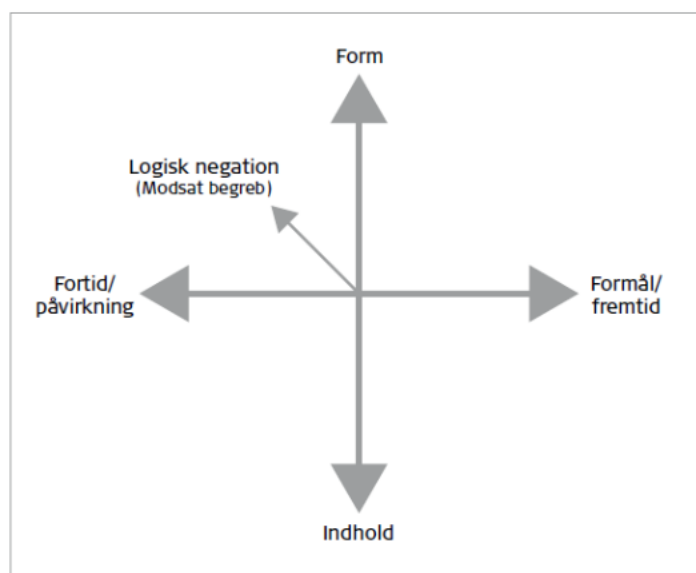 Form
Logisk negation
(Modsat begreb)
Fortid/
påvirkning
Formål/
fremtid
Indhold